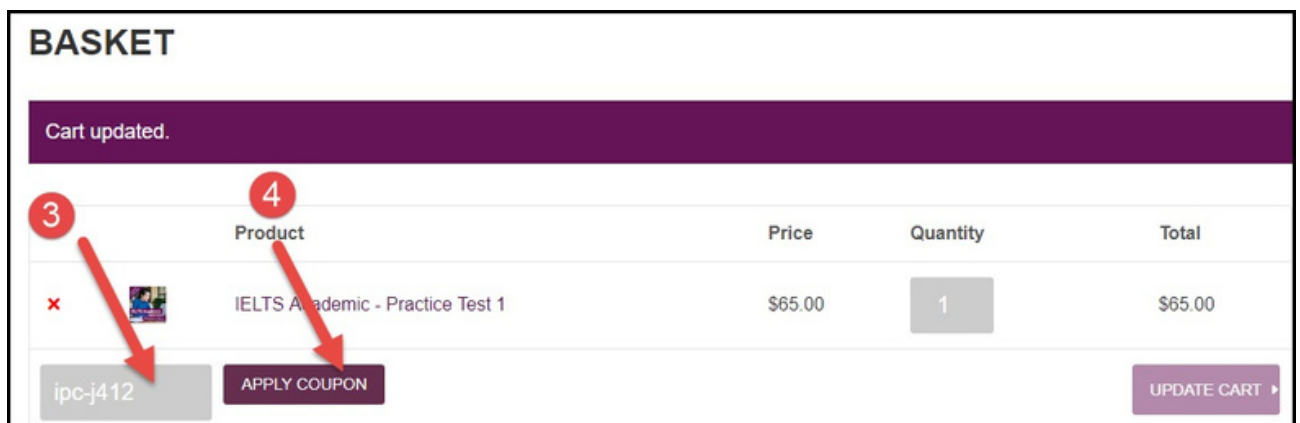 BASKET
Cart updated.
3
4
Product Price Quantity Total
× IELTS Academic - Practice Test 1 $65.00 1 $65.00
ipc-j412 APPLY COUPON UPDATE CART